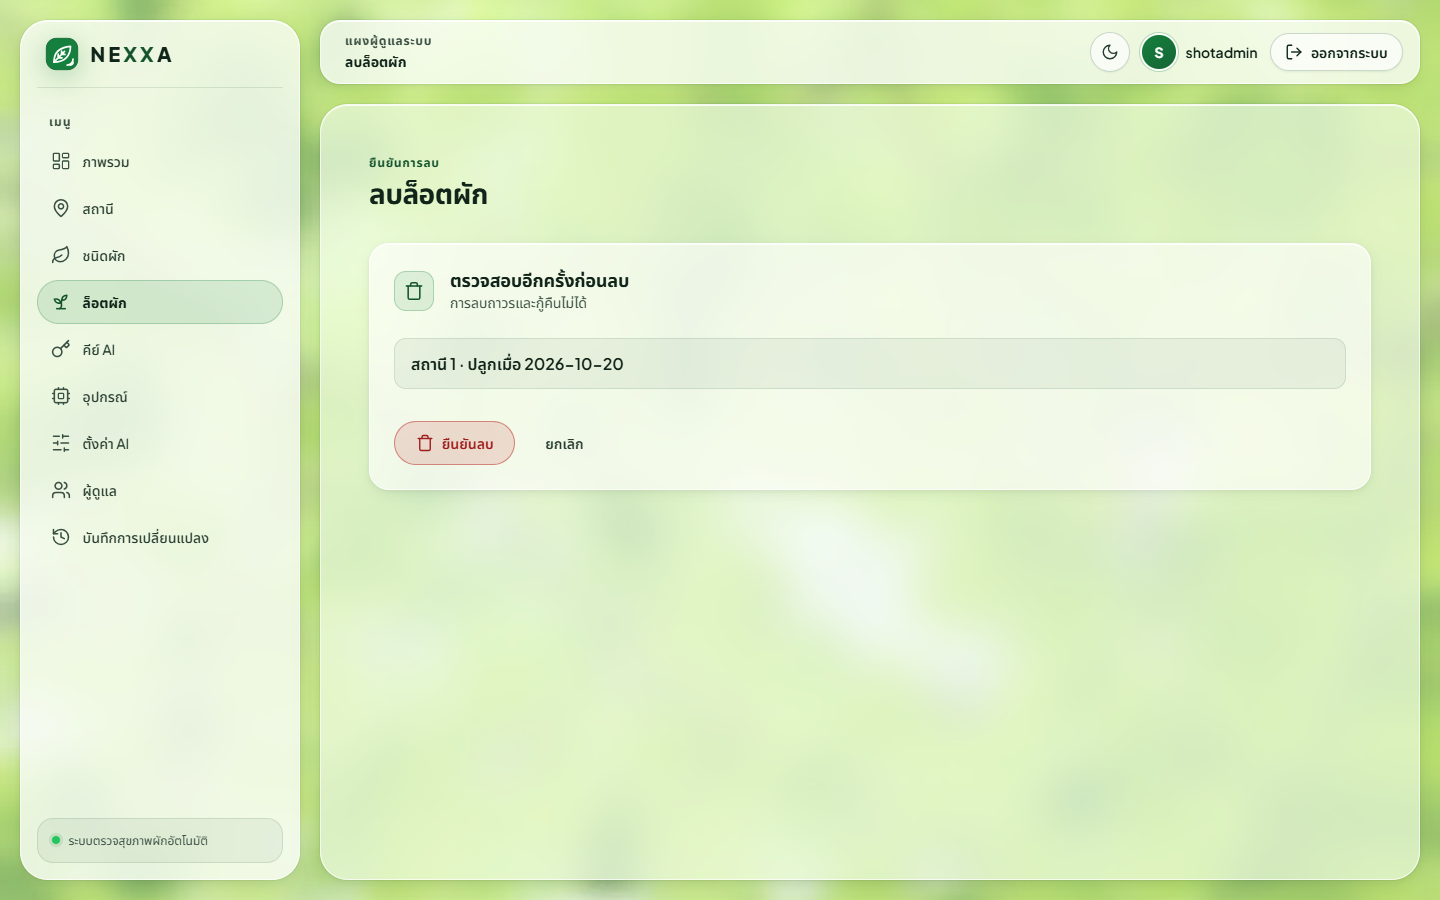 NEXXA
เมนู
ภาพรวม
สถานี
ชนิดผัก
ล็อตผัก
คีย์ AI
อุปกรณ์
ตั้งค่า AI
ผู้ดูแล
บันทึกการเปลี่ยนแปลง
ระบบตรวจสุขภาพผักอัตโนมัติ
แผงผู้ดูแลระบบ
ลบล็อตผัก
S shotadmin ออกจากระบบ
ยืนยันการลบ
ลบล็อตผัก
ตรวจสอบอีกครั้งก่อนลบ
การลบถาวรและกู้คืนไม่ได้
สถานี 1 · ปลูกเมื่อ 2026-10-20
ยืนยันลบ ยกเลิก